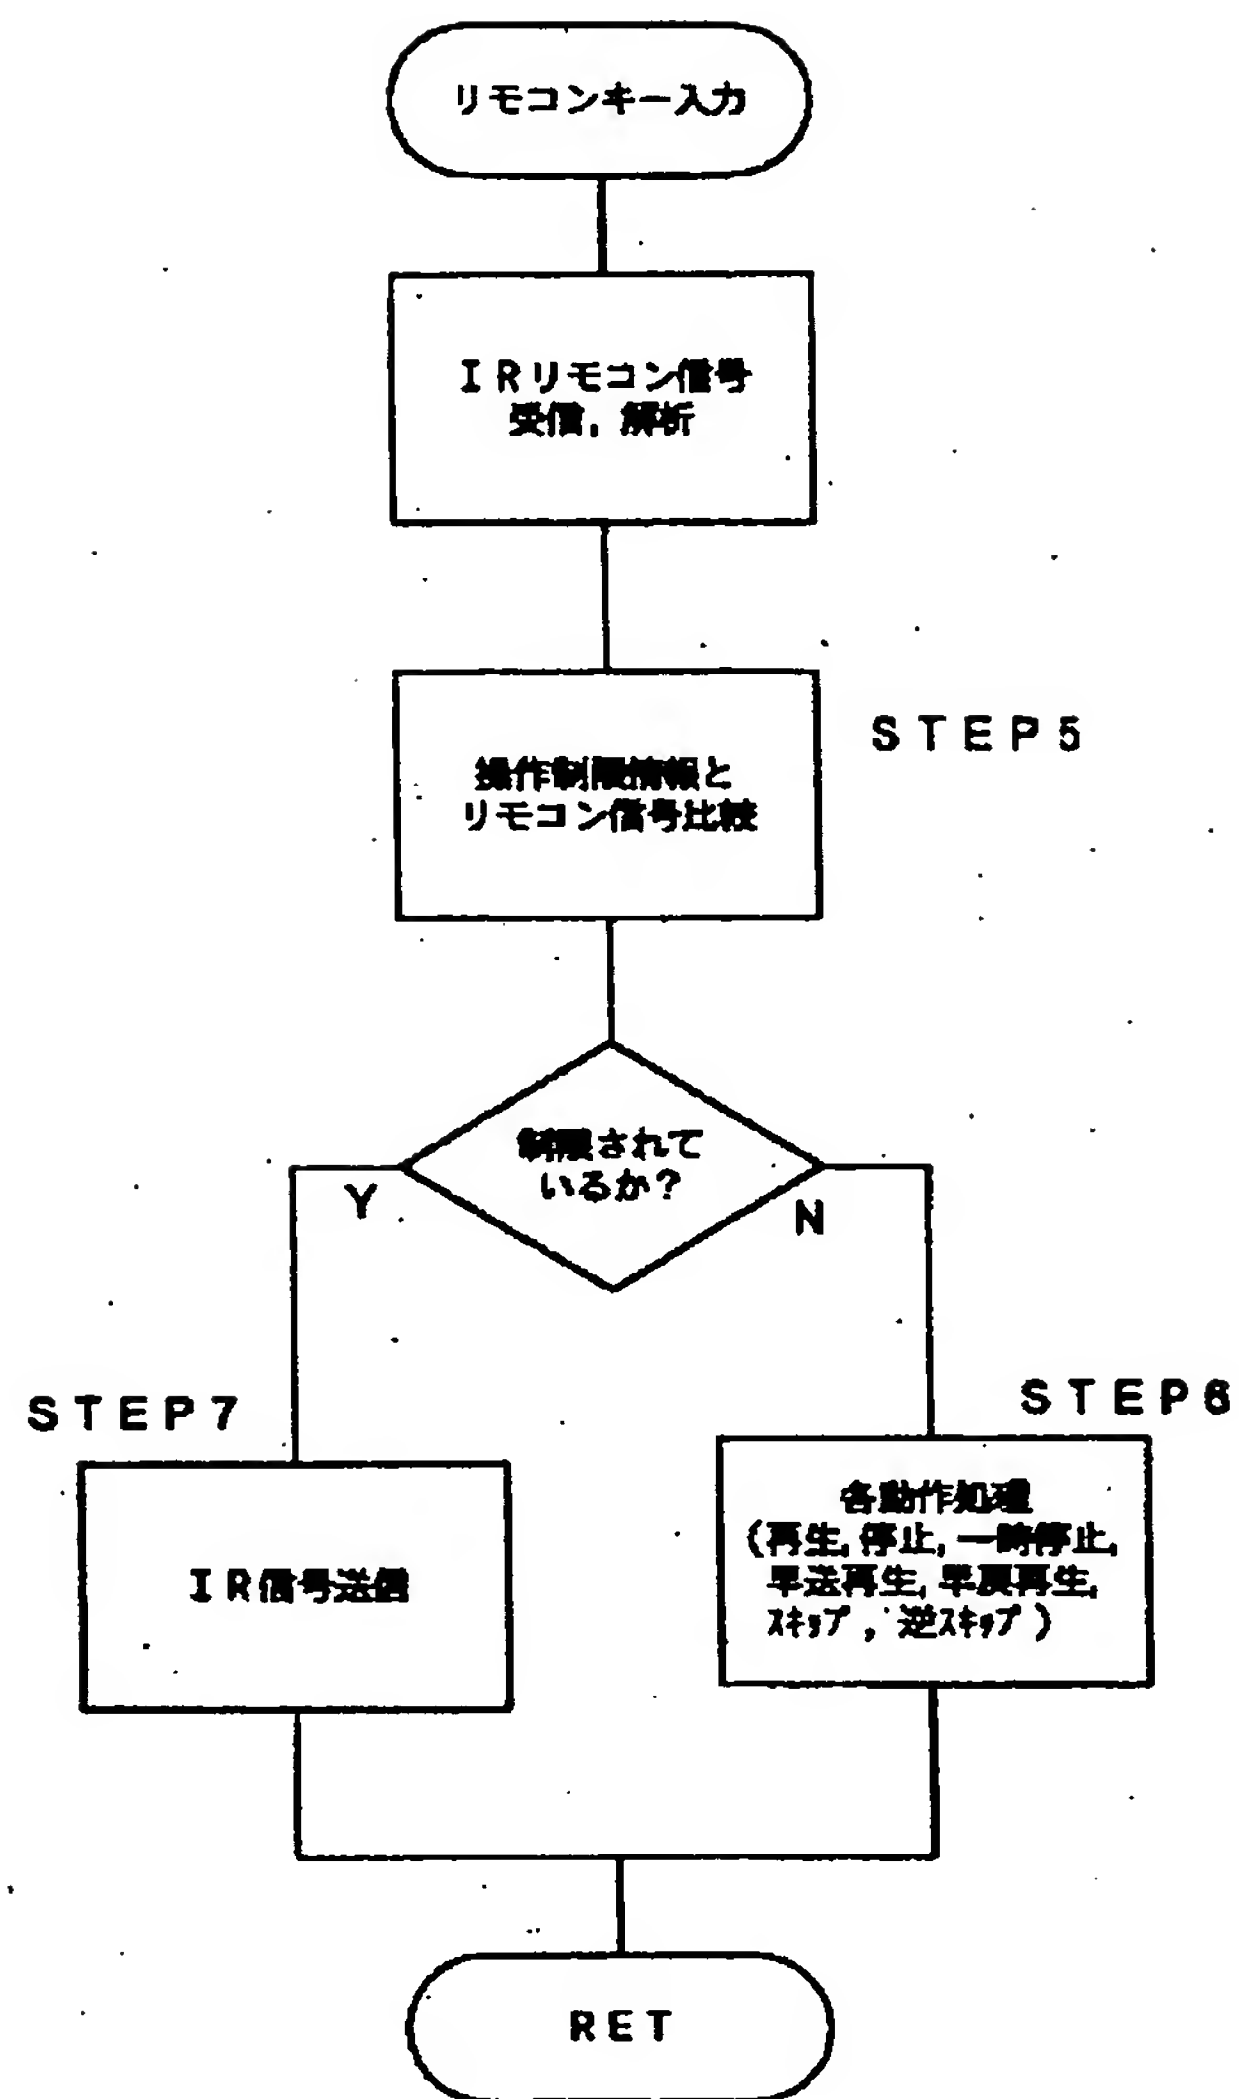 リモコンキー入力
IRリモコン信号
受信, 解析
STEP5
操作制限情報と
リモコン信号比較
制限されて
いるか?
Y
N
STEP7
STEP6
IR信号送信
各動作処理
(再生, 停止, 一時停止,
早送再生, 早戻再生,
スキップ, 逆スキップ)
RET